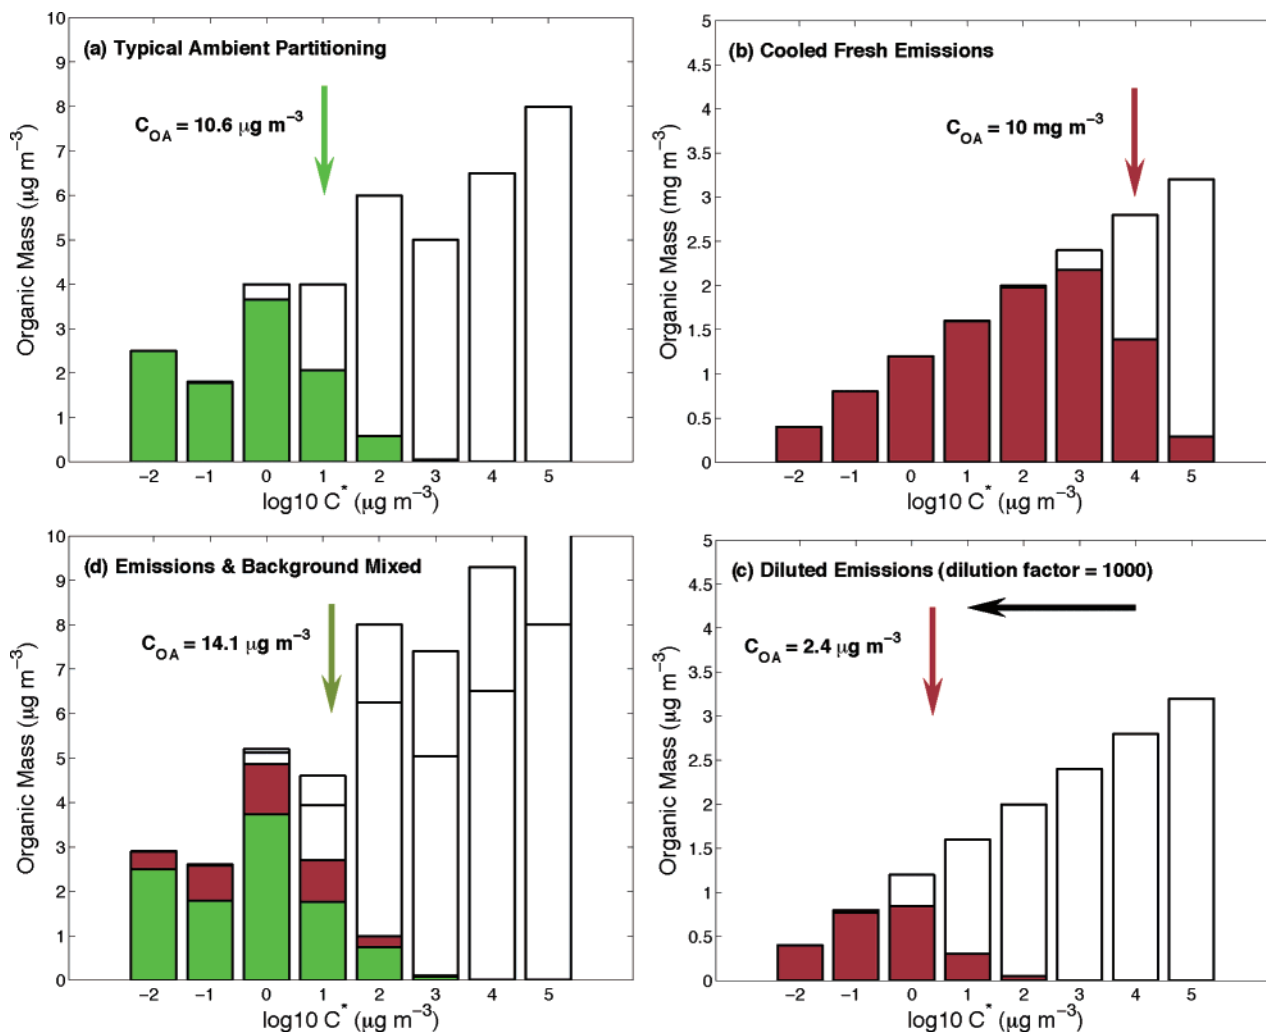 (a) Typical Ambient Partitioning
C_OA = 10.6 μg m⁻³
Organic Mass (μg m⁻³)
10
9
8
7
6
5
4
3
2
1
0
−2 −1 0 1 2 3 4 5
log10 C* (μg m⁻³)
(b) Cooled Fresh Emissions
C_OA = 10 mg m⁻³
Organic Mass (mg m⁻³)
5
4.5
4
3.5
3
2.5
2
1.5
1
0.5
0
−2 −1 0 1 2 3 4 5
log10 C* (μg m⁻³)
(d) Emissions & Background Mixed
C_OA = 14.1 μg m⁻³
Organic Mass (μg m⁻³)
10
9
8
7
6
5
4
3
2
1
0
−2 −1 0 1 2 3 4 5
log10 C* (μg m⁻³)
(c) Diluted Emissions (dilution factor = 1000)
C_OA = 2.4 μg m⁻³
Organic Mass (μg m⁻³)
5
4.5
4
3.5
3
2.5
2
1.5
1
0.5
0
−2 −1 0 1 2 3 4 5
log10 C* (μg m⁻³)